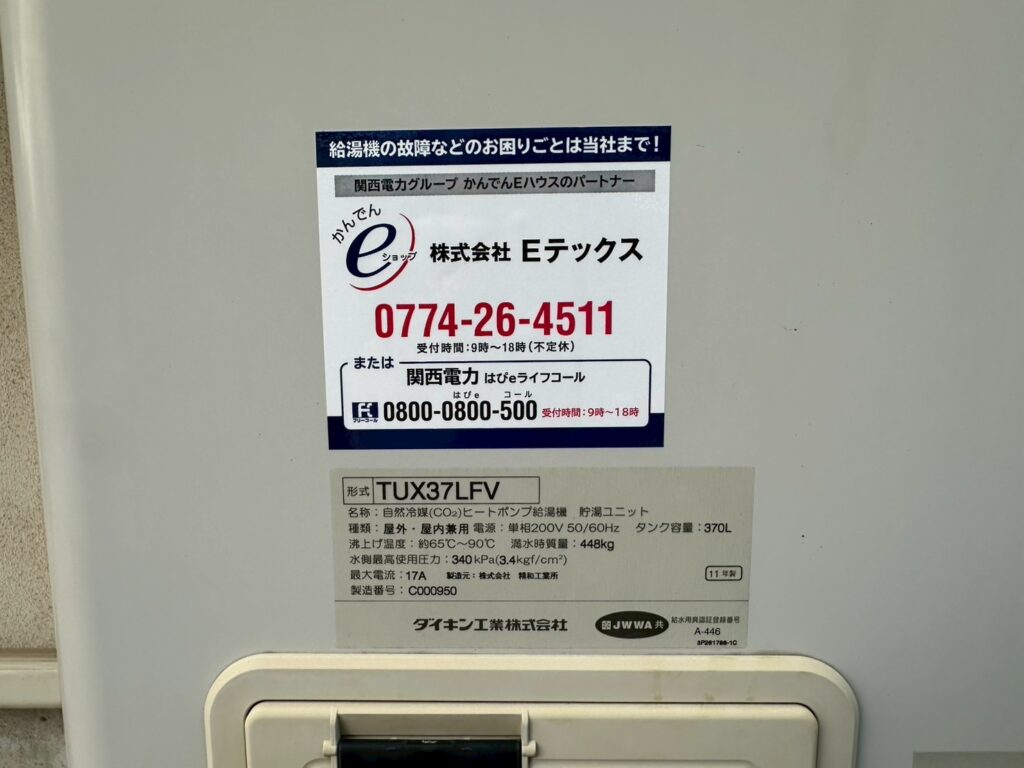 給湯機の故障などのお困りごとは当社まで!
関西電力グループ かんでんEハウスのパートナー
かんでん
e ショップ 株式会社 Eテックス
0774-26-4511
受付時間:9時〜18時(不定休)
または
関西電力 はぴeライフコール
はぴe コール
フリーコール 0800-0800-500 受付時間:9時〜18時
形式 TUX37LFV
名称:自然冷媒(CO₂)ヒートポンプ給湯機 貯湯ユニット
種類:屋外・屋内兼用 電源:単相200V 50/60Hz タンク容量:370L
沸上げ温度:約65℃〜90℃ 満水時質量:448kg
水側最高使用圧力:340kPa(3.4kgf/cm²)
最大電流:17A 製造元:株式会社 精和工業所 11年製
製造番号:C000950
ダイキン工業株式会社 JWWA 共 給水用具認証登録番号
A-446
3P261766-1C